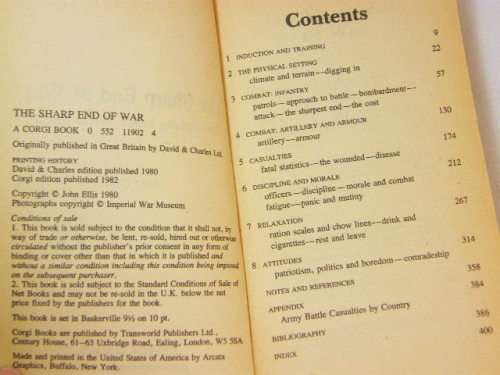 THE SHARP END OF WAR
A CORGI BOOK 0 552 11902 4
Originally published in Great Britain by David & Charles Ltd.
PRINTING HISTORY
David & Charles edition published 1980
Corgi edition published 1982
Copyright © John Ellis 1980
Photographs copyright © Imperial War Museum
Conditions of sale
1. This book is sold subject to the condition that it shall not, by
way of trade or otherwise, be lent, re-sold, hired out or otherwise
circulated without the publisher's prior consent in any form of
binding or cover other than that in which it is published and
without a similar condition including this condition being imposed
on the subsequent purchaser.
2. This book is sold subject to the Standard Conditions of Sale of
Net Books and may not be re-sold in the U.K. below the net
price fixed by the publishers for the book.
This book is set in Baskerville 9½ on 10 pt.
Corgi Books are published by Transworld Publishers Ltd.,
Century House, 61–63 Uxbridge Road, Ealing, London, W5 5SA
Made and printed in the United States of America by Arcata
Graphics, Buffalo, New York.
Contents
1 INDUCTION AND TRAINING 9
2 THE PHYSICAL SETTING 22
climate and terrain—digging in
3 COMBAT: INFANTRY 57
patrols—approach to battle—bombardment—
attack—the sharpest end—the cost
4 COMBAT: ARTILLERY AND ARMOUR 130
artillery—armour
5 CASUALTIES 174
fatal statistics—the wounded—disease
6 DISCIPLINE AND MORALE 212
officers—discipline—morale and combat
fatigue—panic and mutiny
7 RELAXATION 267
ration scales and chow lines—drink and
cigarettes—rest and leave
8 ATTITUDES 314
patriotism, politics and boredom—comradeship
NOTES AND REFERENCES 358
APPENDIX 384
Army Battle Casualties by Country
BIBLIOGRAPHY 386
INDEX 400